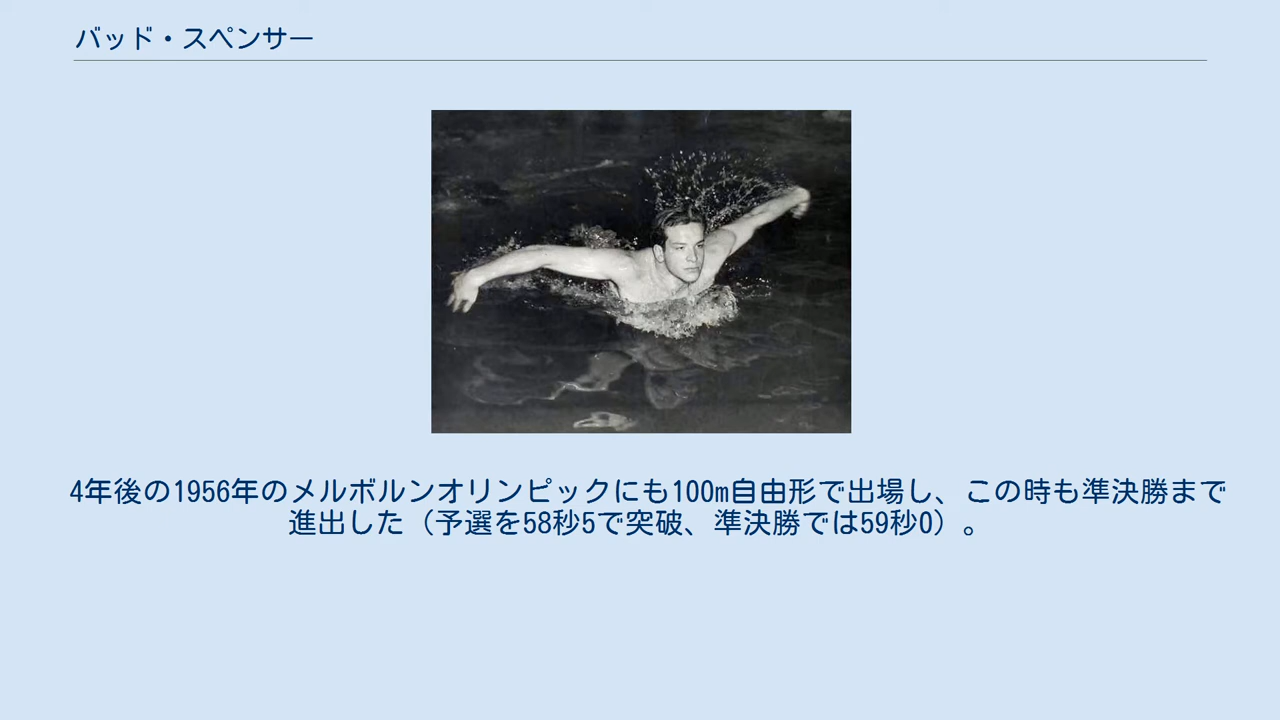 バッド・スペンサー
4年後の1956年のメルボルンオリンピックにも100m自由形で出場し、この時も準決勝まで
進出した（予選を58秒5で突破、準決勝では59秒0）。